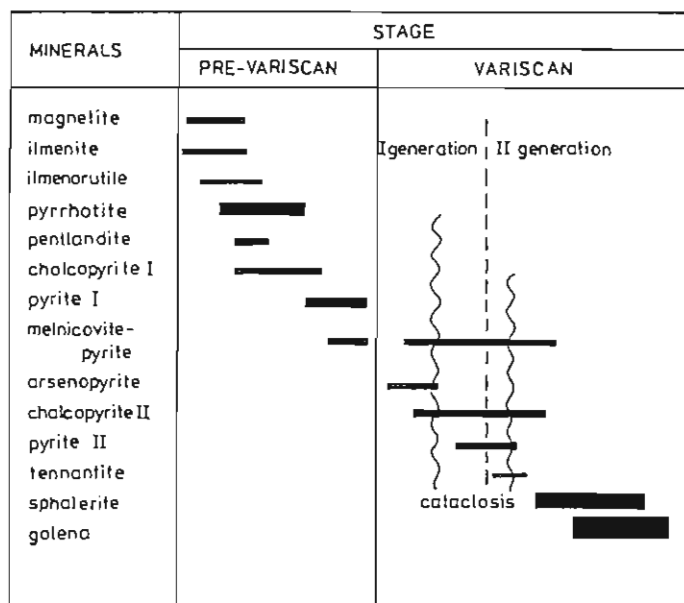 STAGE
MINERALS
PRE-VARISCAN VARISCAN
magnetite
ilmenite I generation II generation
ilmenorutile
pyrrhotite
pentlandite
cholcopyrite I
pyrite I
melnicovite-
pyrite
arsenopyrite
chalcopyrite II
pyrite II
tennantite
sphalerite cataclosis
golena